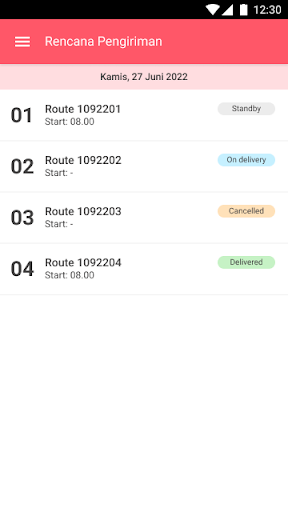 12:30
Rencana Pengiriman
Kamis, 27 Juni 2022
01
Route 1092201
Start: 08.00
Standby
02
Route 1092202
Start: -
On delivery
03
Route 1092203
Start: -
Cancelled
04
Route 1092204
Start: 08.00
Delivered